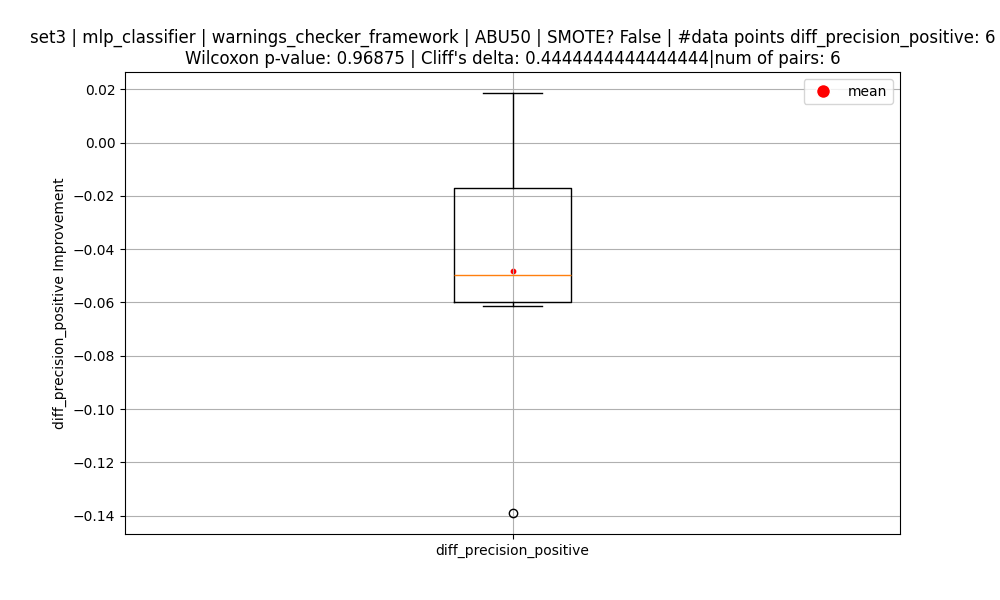 set3 | mlp_classifier | warnings_checker_framework | ABU50 | SMOTE? False | #data points diff_precision_positive: 6
Wilcoxon p-value: 0.96875 | Cliff's delta: 0.4444444444444444|num of pairs: 6
mean
diff_precision_positive Improvement
0.02
0.00
−0.02
−0.04
−0.06
−0.08
−0.10
−0.12
−0.14
diff_precision_positive